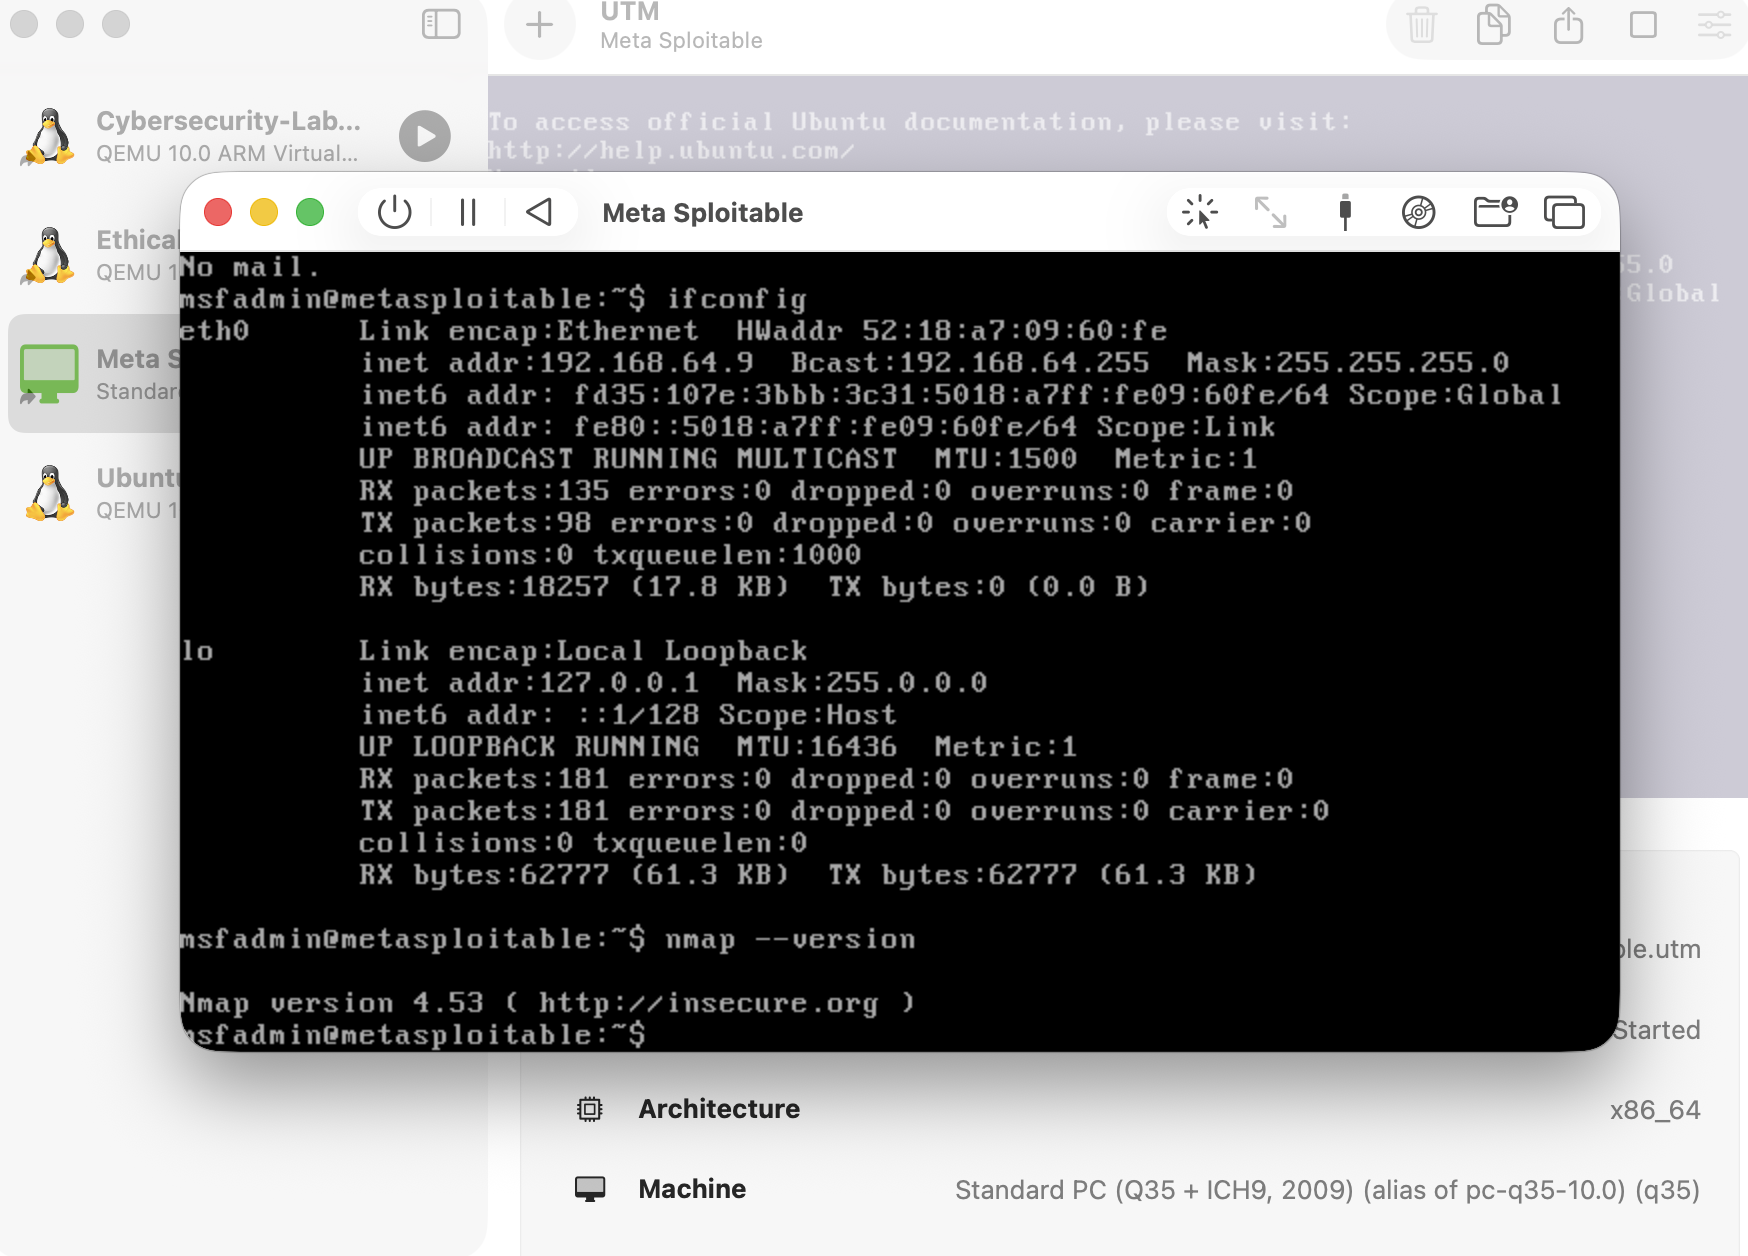 UTM
Meta Sploitable
Cybersecurity-Lab...
QEMU 10.0 ARM Virtual...
Ethical
QEMU 1
Meta S
Standard
Ubuntu
QEMU 1
To access official Ubuntu documentation, please visit:
http://help.ubuntu.com/
55.0
Global
Meta Sploitable
No mail.
msfadmin@metasploitable:~$ ifconfig
eth0      Link encap:Ethernet  HWaddr 52:18:a7:09:60:fe
          inet addr:192.168.64.9  Bcast:192.168.64.255  Mask:255.255.255.0
          inet6 addr: fd35:107e:3bbb:3c31:5018:a7ff:fe09:60fe/64 Scope:Global
          inet6 addr: fe80::5018:a7ff:fe09:60fe/64 Scope:Link
          UP BROADCAST RUNNING MULTICAST  MTU:1500  Metric:1
          RX packets:135 errors:0 dropped:0 overruns:0 frame:0
          TX packets:98 errors:0 dropped:0 overruns:0 carrier:0
          collisions:0 txqueuelen:1000
          RX bytes:18257 (17.8 KB)  TX bytes:0 (0.0 B)
lo        Link encap:Local Loopback
          inet addr:127.0.0.1  Mask:255.0.0.0
          inet6 addr: ::1/128 Scope:Host
          UP LOOPBACK RUNNING  MTU:16436  Metric:1
          RX packets:181 errors:0 dropped:0 overruns:0 frame:0
          TX packets:181 errors:0 dropped:0 overruns:0 carrier:0
          collisions:0 txqueuelen:0
          RX bytes:62777 (61.3 KB)  TX bytes:62777 (61.3 KB)
msfadmin@metasploitable:~$ nmap --version
Nmap version 4.53 ( http://insecure.org )
msfadmin@metasploitable:~$
ble.utm
Started
Architecture x86_64
Machine Standard PC (Q35 + ICH9, 2009) (alias of pc-q35-10.0) (q35)